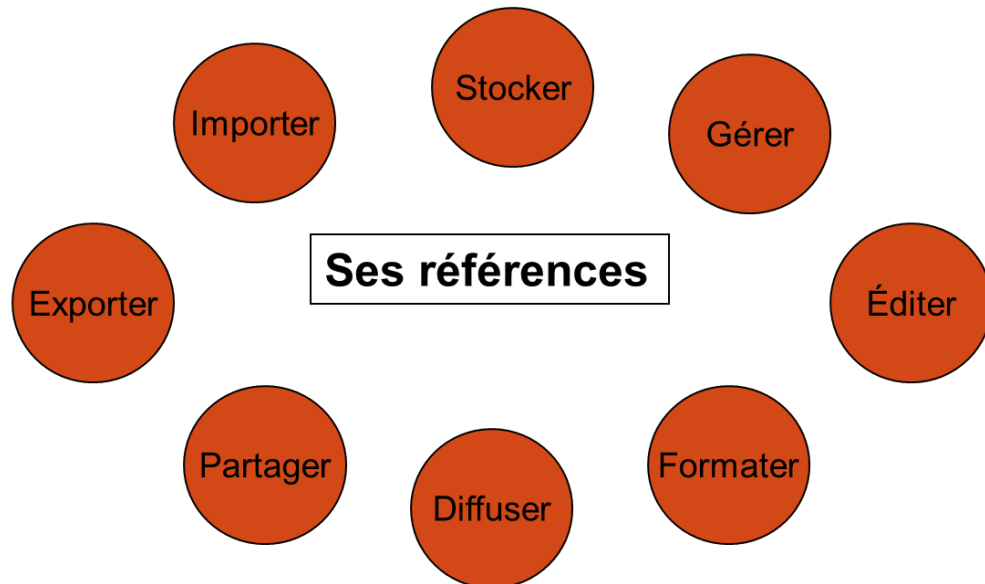 Stocker
Importer
Gérer
Ses références
Exporter
Éditer
Partager
Formater
Diffuser